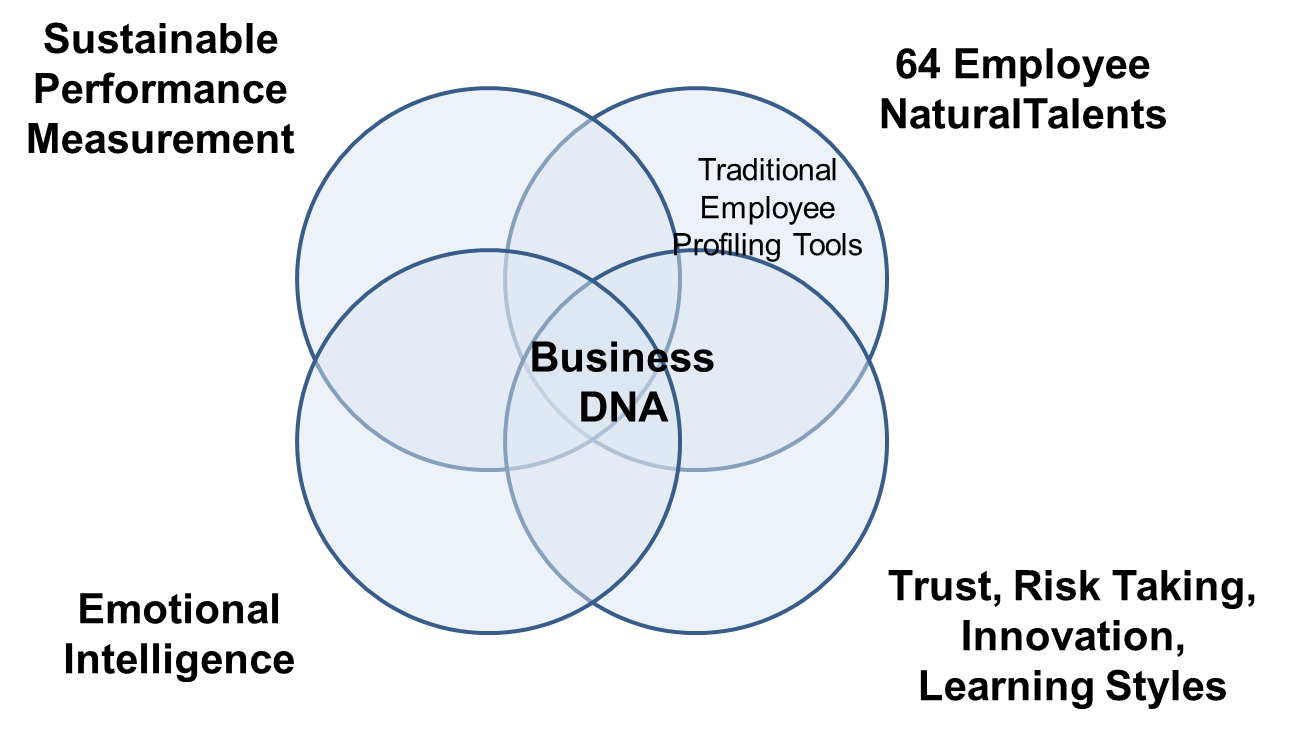 Sustainable
Performance
Measurement
64 Employee
NaturalTalents
Traditional
Employee
Profiling Tools
Business
DNA
Emotional
Intelligence
Trust, Risk Taking,
Innovation,
Learning Styles